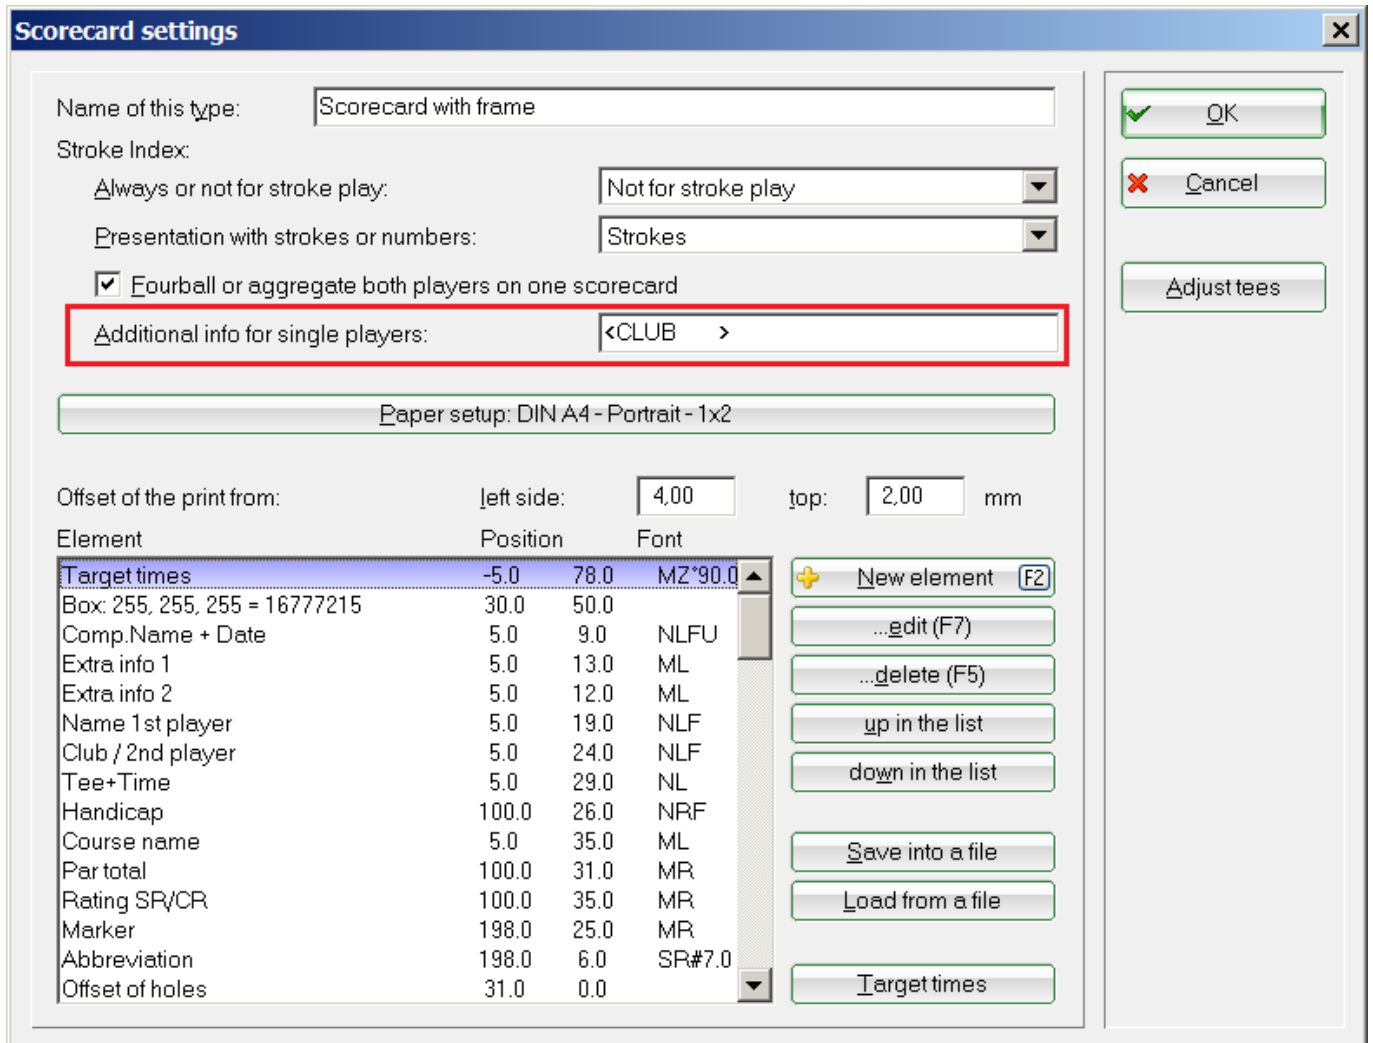 Scorecard settings
Name of this type: Scorecard with frame
OK
Stroke Index:
Always or not for stroke play: Not for stroke play
Cancel
Presentation with strokes or numbers: Strokes
Fourball or aggregate both players on one scorecard
Adjust tees
Additional info for single players: <CLUB >
Paper setup: DIN A4 - Portrait - 1x2
Offset of the print from: left side: 4,00 top: 2,00 mm
Element Position Font
Target times -5.0 78.0 MZ*90.0
New element F2
Box: 255, 255, 255 = 16777215 30.0 50.0
Comp.Name + Date 5.0 9.0 NLFU
...edit (F7)
Extra info 1 5.0 13.0 ML
...delete (F5)
Extra info 2 5.0 12.0 ML
Name 1st player 5.0 19.0 NLF
up in the list
Club / 2nd player 5.0 24.0 NLF
down in the list
Tee+Time 5.0 29.0 NL
Handicap 100.0 26.0 NRF
Course name 5.0 35.0 ML
Save into a file
Par total 100.0 31.0 MR
Rating SR/CR 100.0 35.0 MR
Load from a file
Marker 198.0 25.0 MR
Abbreviation 198.0 6.0 SR#7.0
Offset of holes 31.0 0.0
Target times